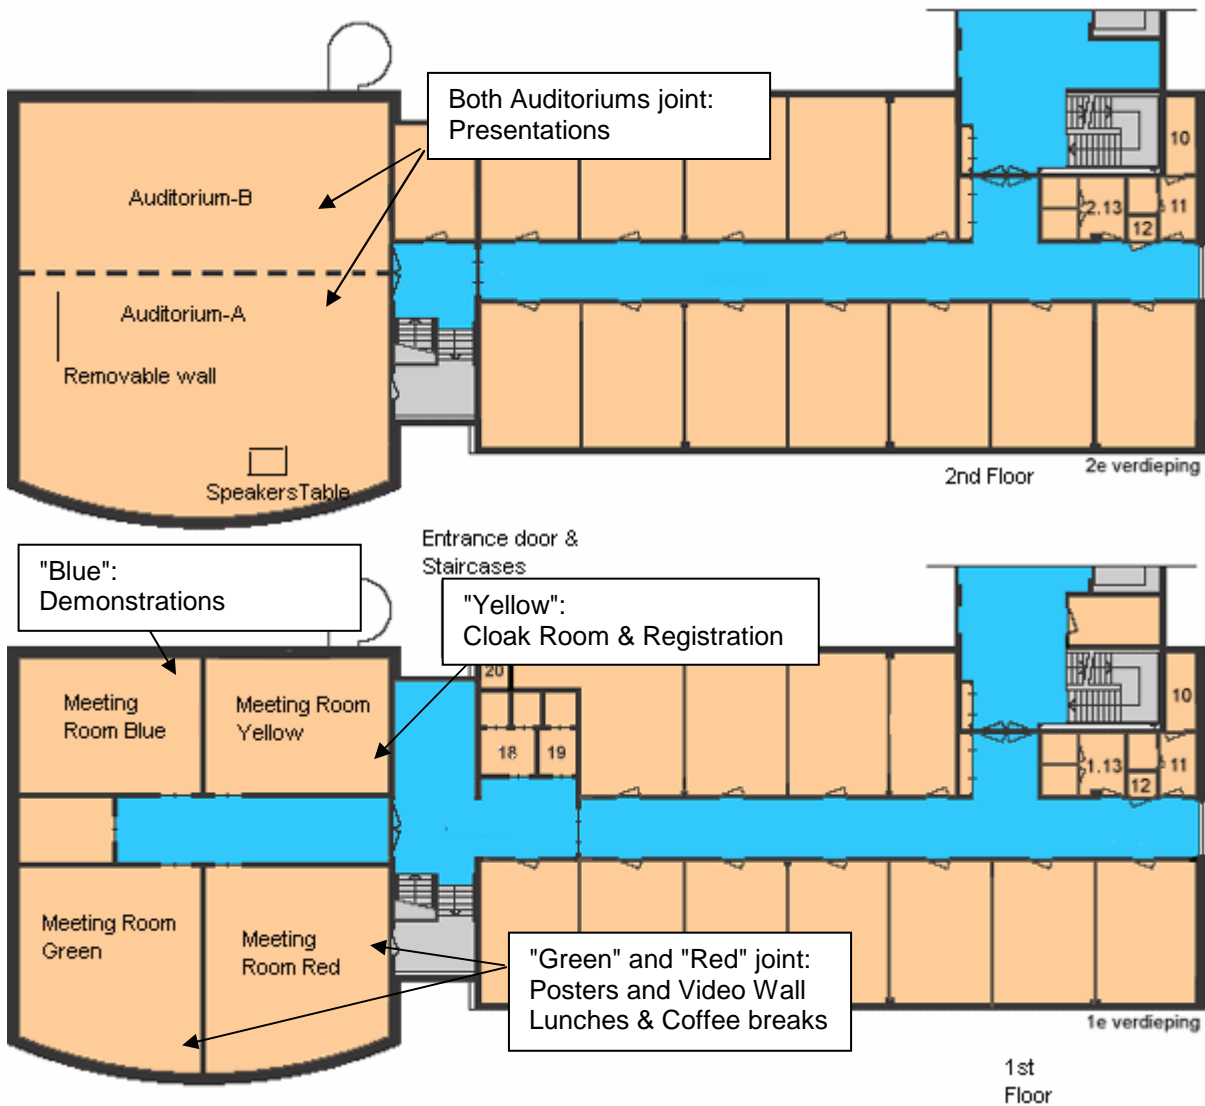 Both Auditoriums joint:
Presentations
Auditorium-B
Auditorium-A
Removable wall
SpeakersTable
10
2.13
11
12
2nd Floor
2e verdieping
Entrance door &
Staircases
"Blue":
Demonstrations
"Yellow":
Cloak Room & Registration
Meeting
Room Blue
Meeting Room
Yellow
20
18
19
10
1.13
11
12
Meeting Room
Green
Meeting
Room Red
"Green" and "Red" joint:
Posters and Video Wall
Lunches & Coffee breaks
1e verdieping
1st
Floor